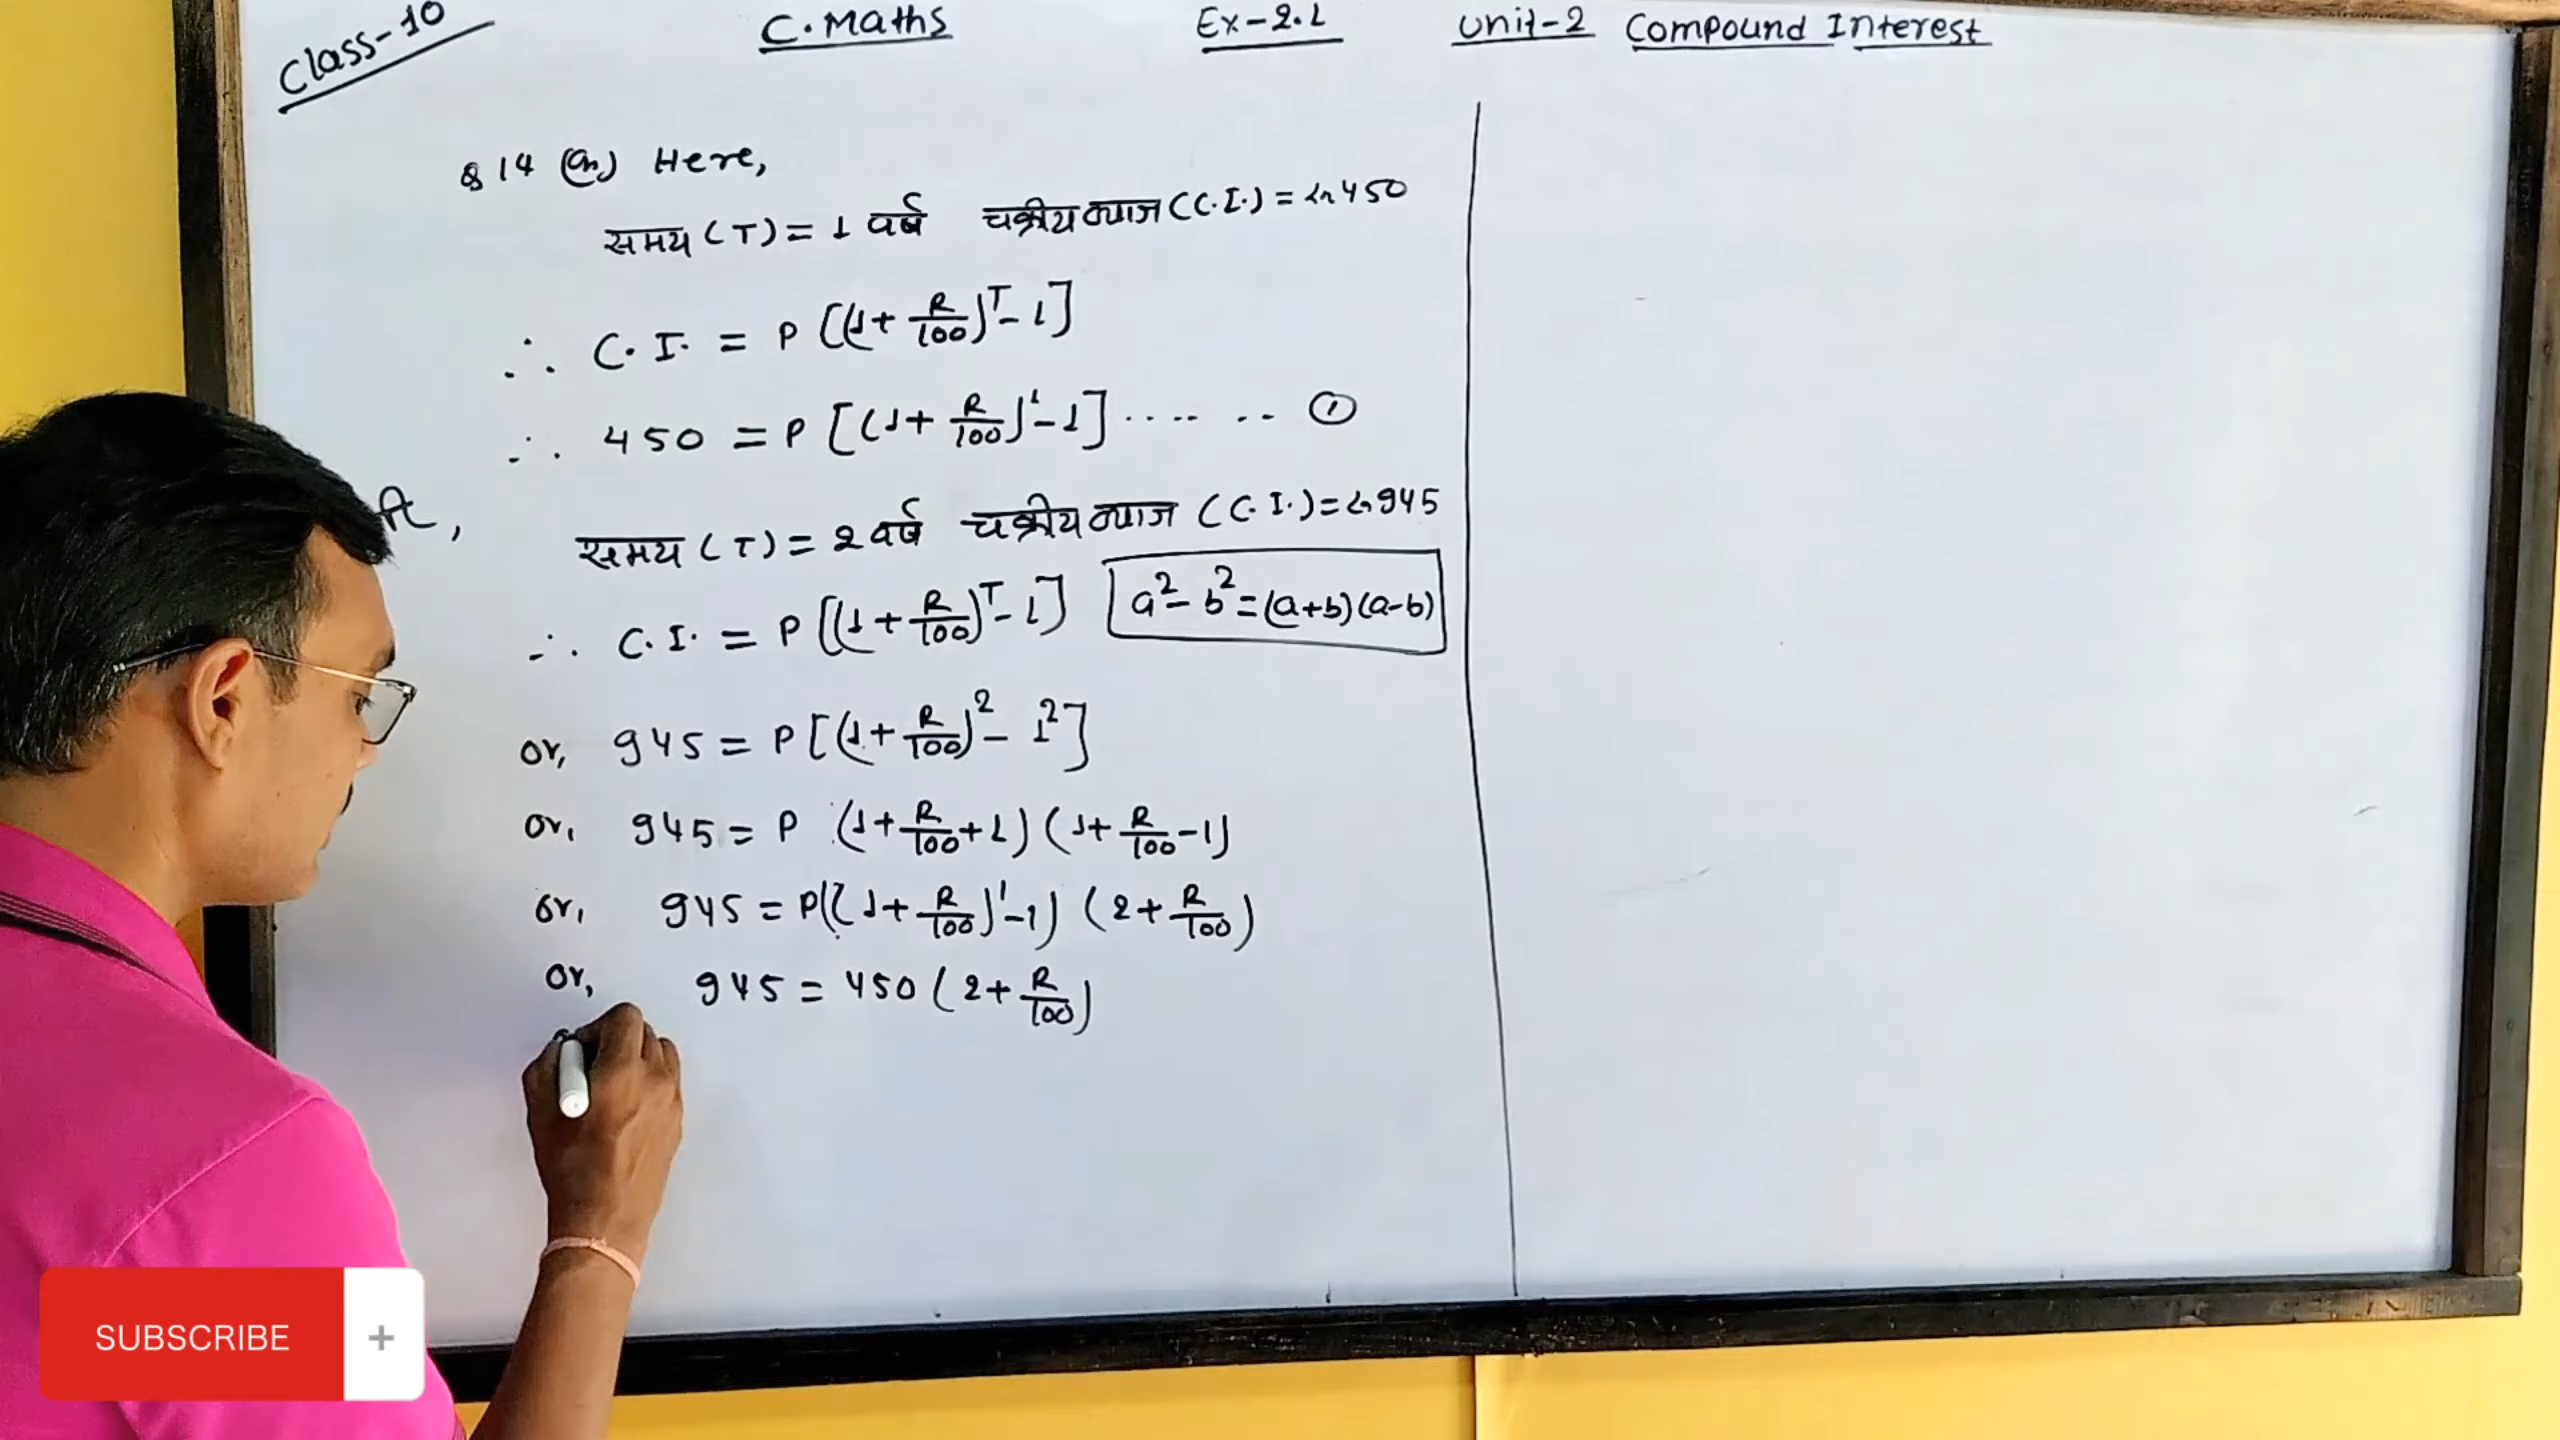 Class-10 C. Maths Ex-2.1 Unit-2 Compound Interest
Q 14 (क) Here,
समय (T) = 1 वर्ष चक्रीय ब्याज (C.I.) = रु 450
∴ C.I. = P [(1 + R/100)^T - 1]
∴ 450 = P [(1 + R/100)^1 - 1] ........ ①
समय (T) = 2 वर्ष चक्रीय ब्याज (C.I.) = रु 945
∴ C.I. = P [(1 + R/100)^T - 1] a² - b² = (a+b)(a-b)
or, 945 = P [(1 + R/100)² - 1²]
or, 945 = P (1 + R/100 + 1) (1 + R/100 - 1)
or, 945 = P ((1 + R/100)^1 - 1) (2 + R/100)
or, 945 = 450 (2 + R/100)
SUBSCRIBE +